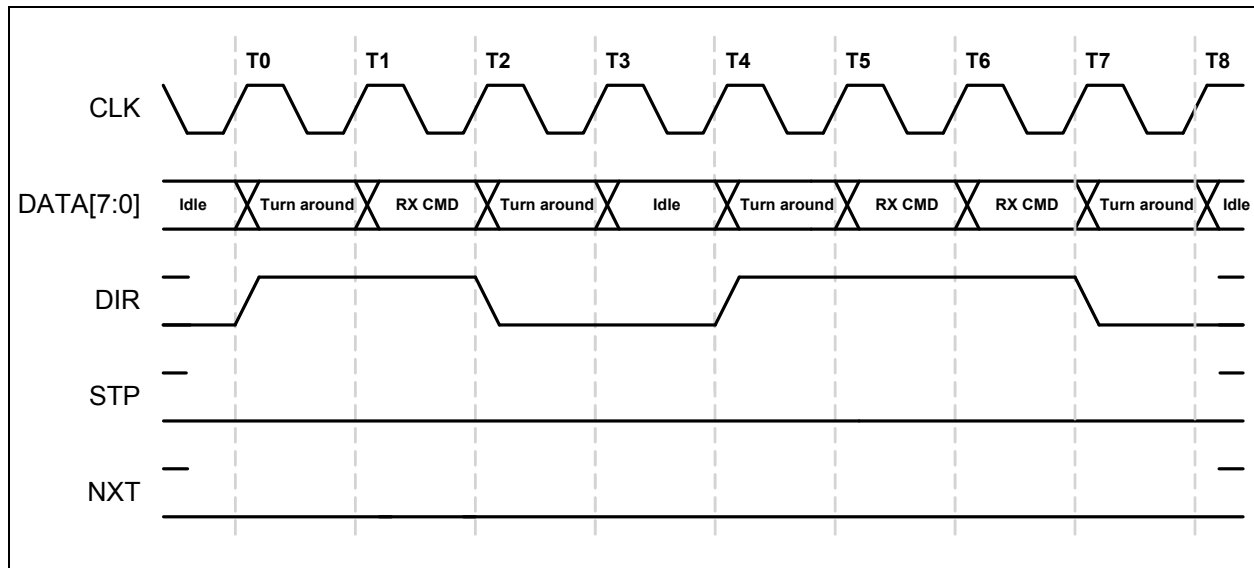 T0 T1 T2 T3 T4 T5 T6 T7 T8
CLK
DATA[7:0] Idle Turn around RX CMD Turn around Idle Turn around RX CMD RX CMD Turn around Idle
DIR
STP
NXT